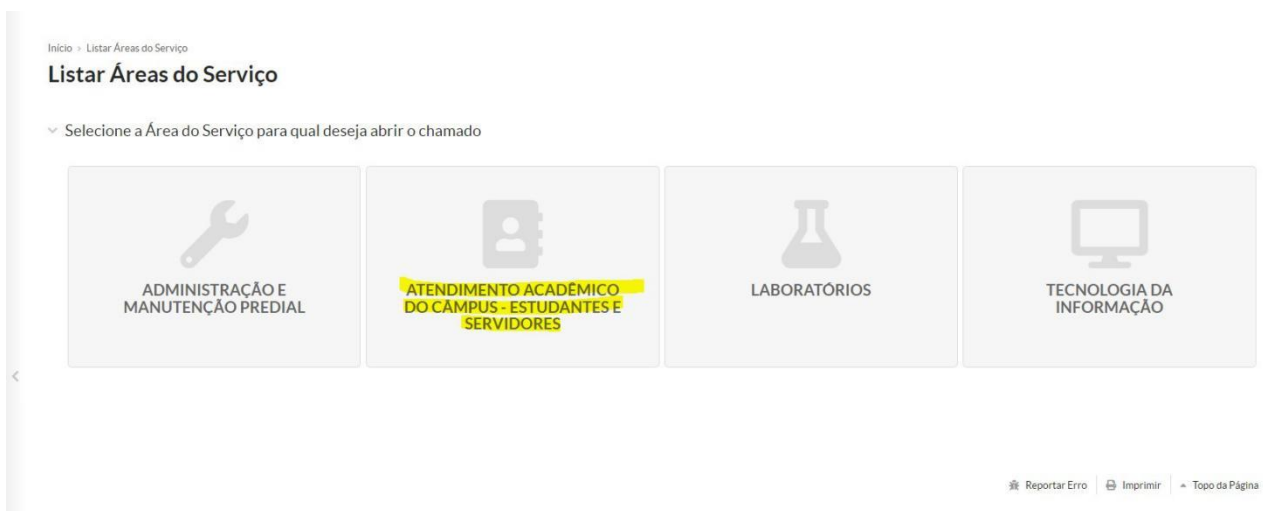 Início › Listar Áreas do Serviço
Listar Áreas do Serviço
Selecione a Área do Serviço para qual deseja abrir o chamado
ADMINISTRAÇÃO E
MANUTENÇÃO PREDIAL
ATENDIMENTO ACADÊMICO
DO CÂMPUS - ESTUDANTES E
SERVIDORES
LABORATÓRIOS
TECNOLOGIA DA
INFORMAÇÃO
Reportar Erro Imprimir Topo da Página